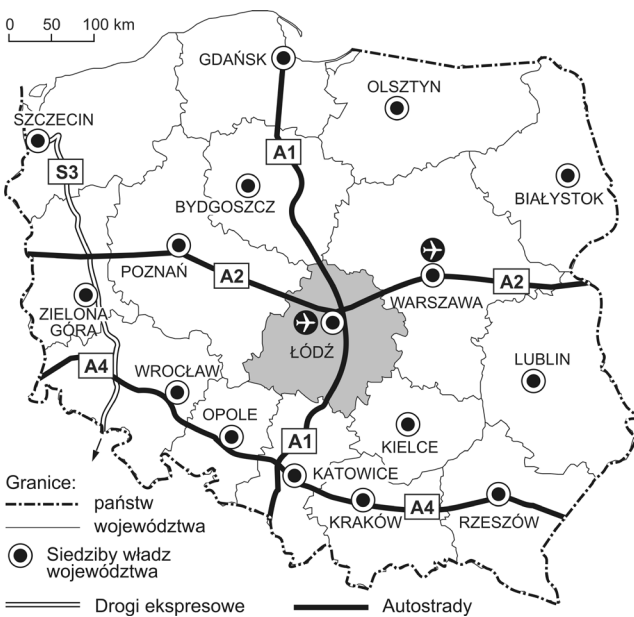 0 50 100 km
GDAŃSK
OLSZTYN
SZCZECIN
A1
S3
BIAŁYSTOK
BYDGOSZCZ
POZNAŃ
A2
A2
WARSZAWA
ZIELONA
GÓRA
ŁÓDŹ
LUBLIN
A4
WROCŁAW
OPOLE
A1
KIELCE
KATOWICE
A4
KRAKÓW
RZESZÓW
Granice:
państw
województwa
Siedziby władz
województwa
Drogi ekspresowe
Autostrady